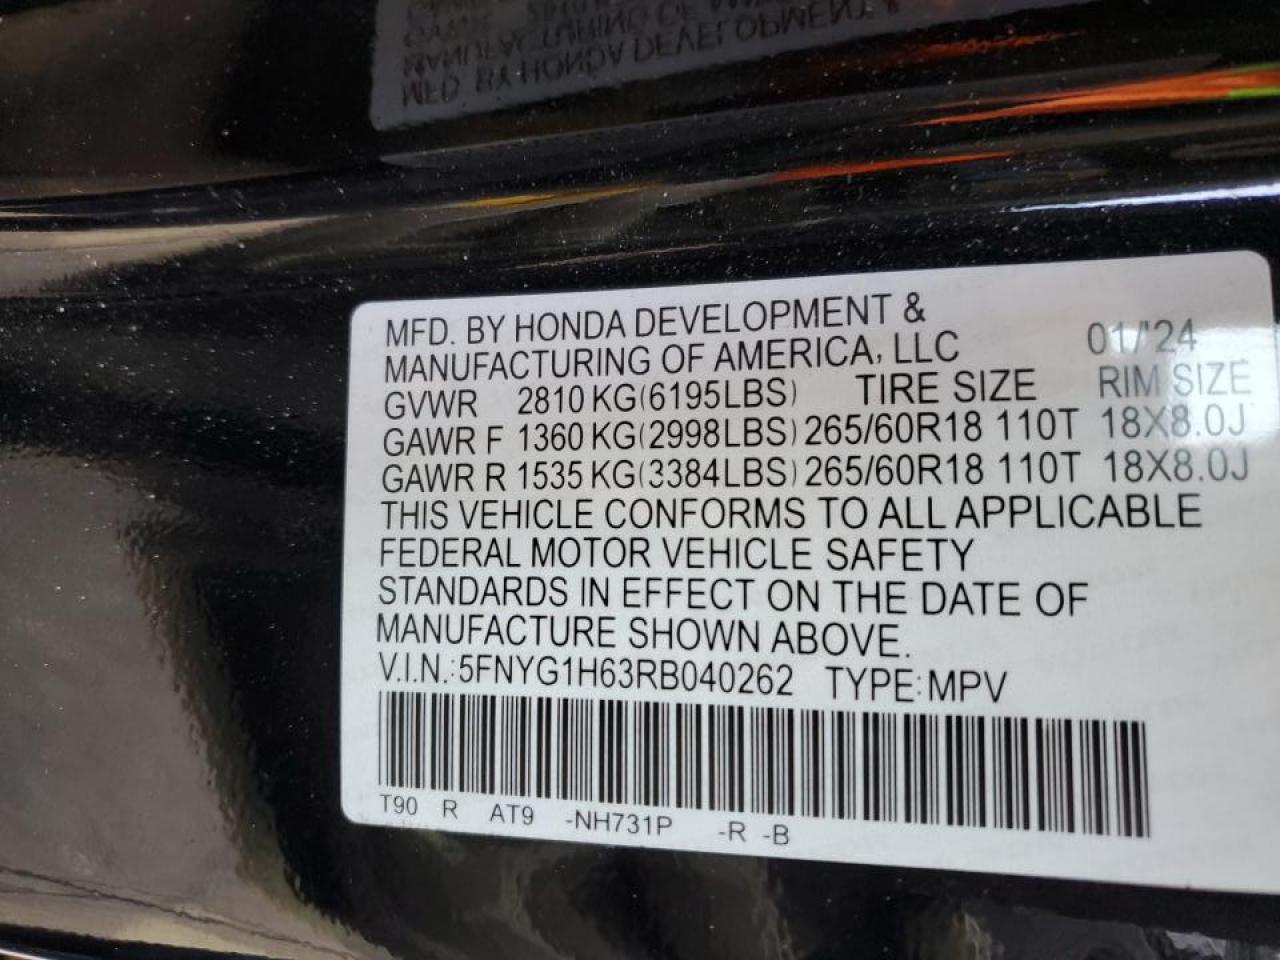 MFD. BY HONDA DEVELOPMENT &
MANUFACTURING OF AMERICA, LLC 01/'24
GVWR 2810 KG(6195LBS) TIRE SIZE RIM SIZE
GAWR F 1360 KG(2998LBS) 265/60R18 110T 18X8.0J
GAWR R 1535 KG(3384LBS) 265/60R18 110T 18X8.0J
THIS VEHICLE CONFORMS TO ALL APPLICABLE
FEDERAL MOTOR VEHICLE SAFETY
STANDARDS IN EFFECT ON THE DATE OF
MANUFACTURE SHOWN ABOVE.
V.I.N.:5FNYG1H63RB040262 TYPE:MPV
T90 R AT9 -NH731P -R -B